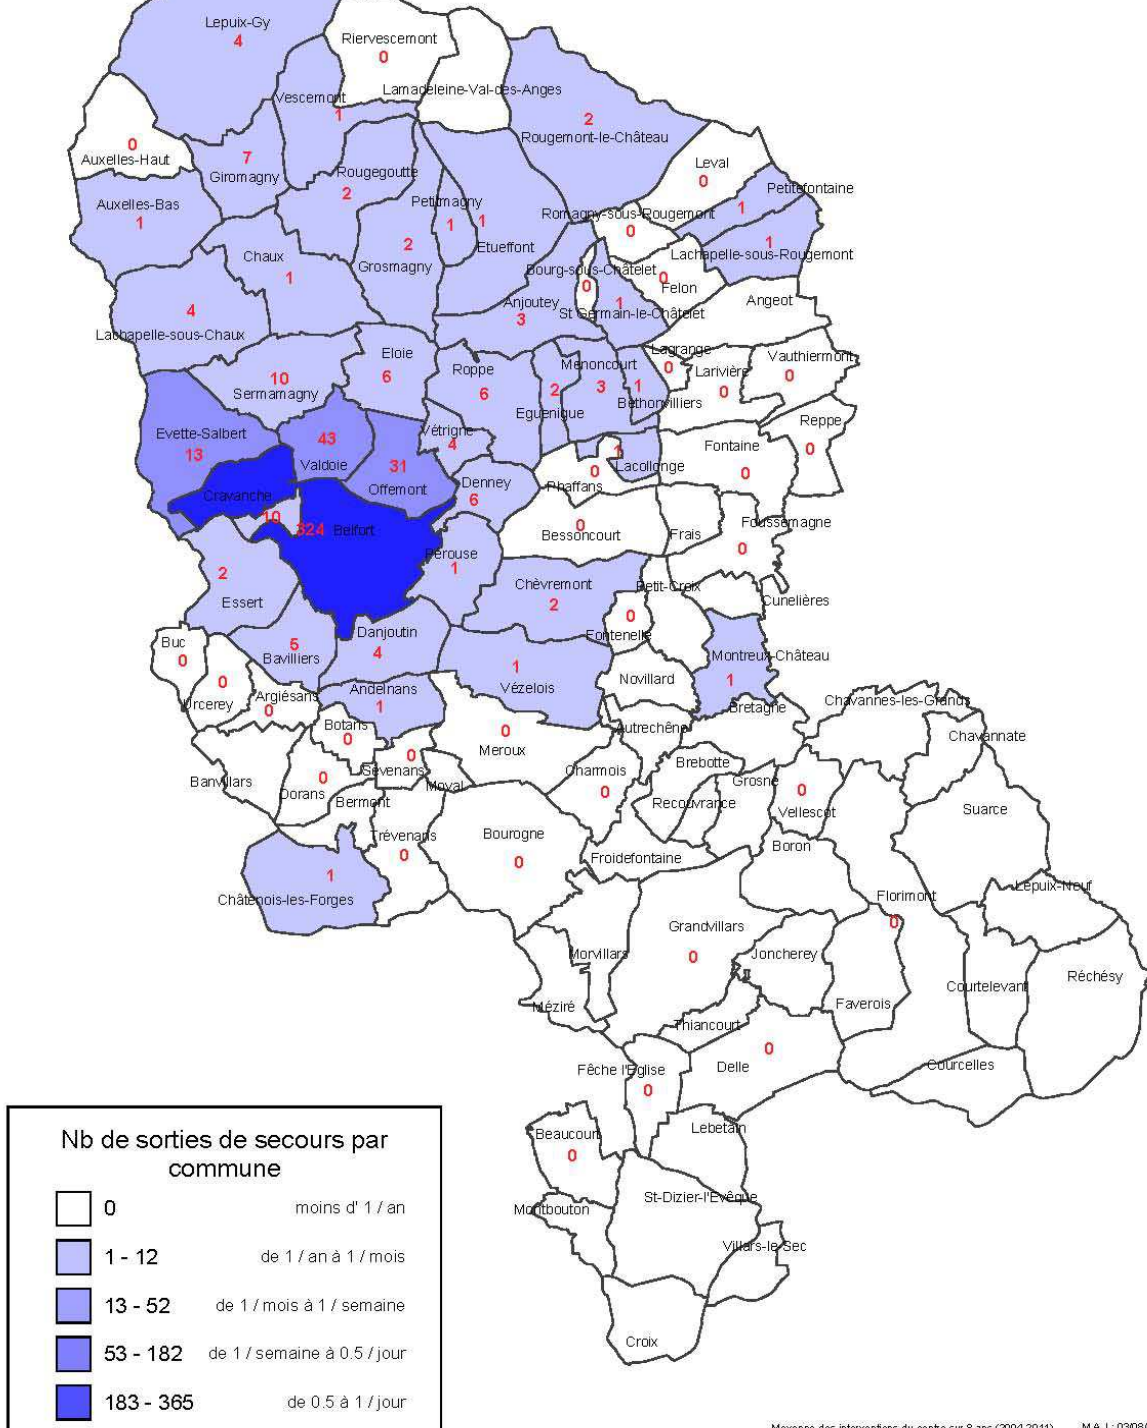 Lepuix-Gy
4
Riervescemont
0
Lamadeleine-Val-des-Anges
Vescemont
1
2
Rougemont-le-Château
0
Auxelles-Haut
7
Giromagny
Leval
0
Rougegoutte
2
Petitefontaine
1
Auxelles-Bas
1
Petitmagny
1
1
Etueffont
Romagny-sous-Rougemont
0
1
Lachapelle-sous-Rougemont
2
Grosmagny
Chaux
1
Bourg-sous-Châtelet
0
Felon
0
Anjoutey
3
St Germain-le-Châtelet
1
Angeot
4
Lachapelle-sous-Chaux
Eloie
6
Roppe
6
Menoncourt
3
Lagrange
0
Larivière
0
Vauthiermont
0
10
Sermamagny
2
Eguenigue
1
Bethonvilliers
Reppe
0
Evette-Salbert
13
43
Valdoie
31
Offemont
Vétrigne
4
1
Lacollonge
Fontaine
0
0
Phaffans
Denney
6
Cravanche
10
324
Belfort
0
Bessoncourt
Frais
Foussemagne
0
Pérouse
1
2
Essert
Chèvremont
2
Petit-Croix
Cunelières
0
Fontenelle
Buc
0
5
Bavilliers
Danjoutin
4
Montreux-Château
1
1
Vézelois
Novillard
0
Urcerey
Argiésans
0
Andelnans
1
Bretagne
Chavannes-les-Grands
Botans
0
0
Meroux
Autrechêne
Chavannate
0
Sévenans
Banvillars
0
Dorans
Moval
Charmois
0
Brebotte
Grosne
0
Vellescot
Bermont
Recouvrance
Suarce
Trévenans
0
Bourogne
0
Froidefontaine
Boron
1
Châtenois-les-Forges
Florimont
0
Lepuix-Neuf
Grandvillars
0
Morvillars
Joncherey
Courtelevant
Réchésy
Méziré
Faverois
Thiancourt
0
Delle
Courcelles
Fêche l'Eglise
0
Beaucourt
0
Lebetain
St-Dizier-l'Evêque
Montbouton
Villars-le-Sec
Croix
Nb de sorties de secours par
commune
0 moins d' 1 / an
1 - 12 de 1 / an à 1 / mois
13 - 52 de 1 / mois à 1 / semaine
53 - 182 de 1 / semaine à 0.5 / jour
183 - 365 de 0.5 à 1 / jour